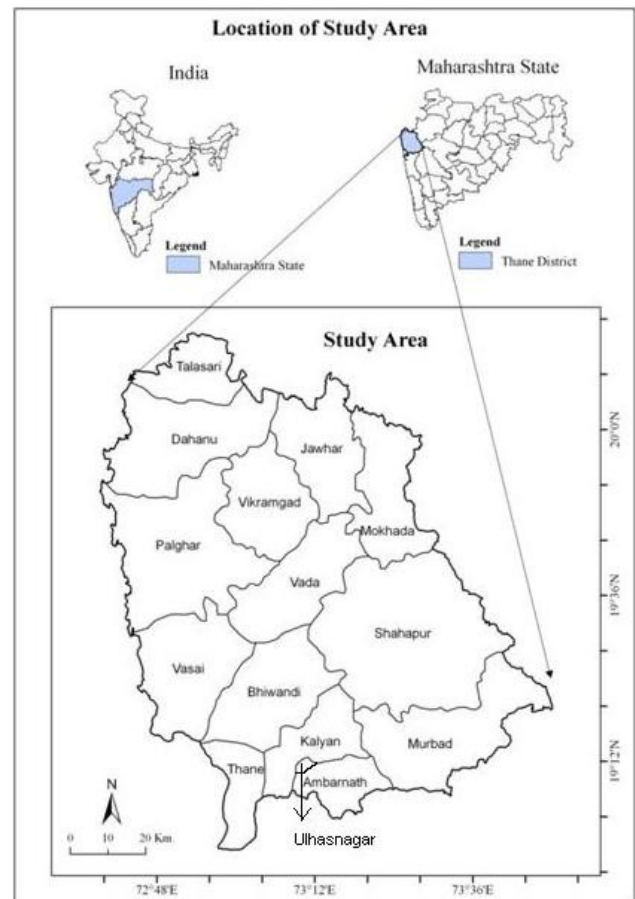 Location of Study Area
India
Maharashtra State
Legend
Maharashtra State
Legend
Thane District
Study Area
Talasari
Dahanu
Jawhar
Vikramgad
Mokhada
Palghar
Vada
Shahapur
Vasai
Bhiwandi
Kalyan
Murbad
Thane
Ambarnath
Ulhasnagar
N
0 10 20 Km.
20°0'N
19°36'N
19°12'N
72°48'E 73°12'E 73°36'E